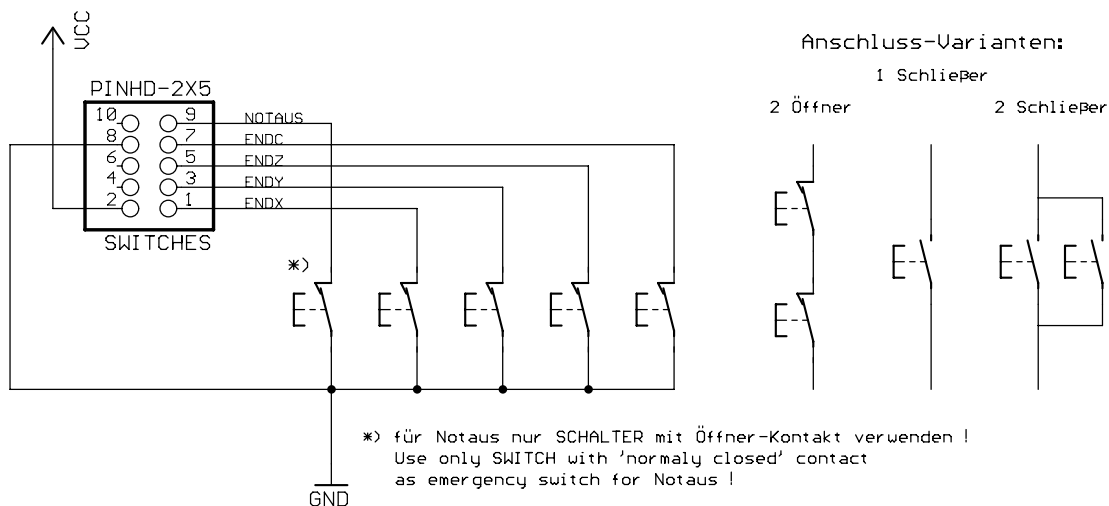 VCC
Anschluss-Varianten:
1 Schließer
2 Öffner
2 Schließer
PINHD-2X5
10 9
8 7
6 5
4 3
2 1
NOTAUS
ENDC
ENDZ
ENDY
ENDX
SWITCHES
*)
*) für Notaus nur SCHALTER mit Öffner-Kontakt verwenden !
Use only SWITCH with 'normaly closed' contact
as emergency switch for Notaus !
GND